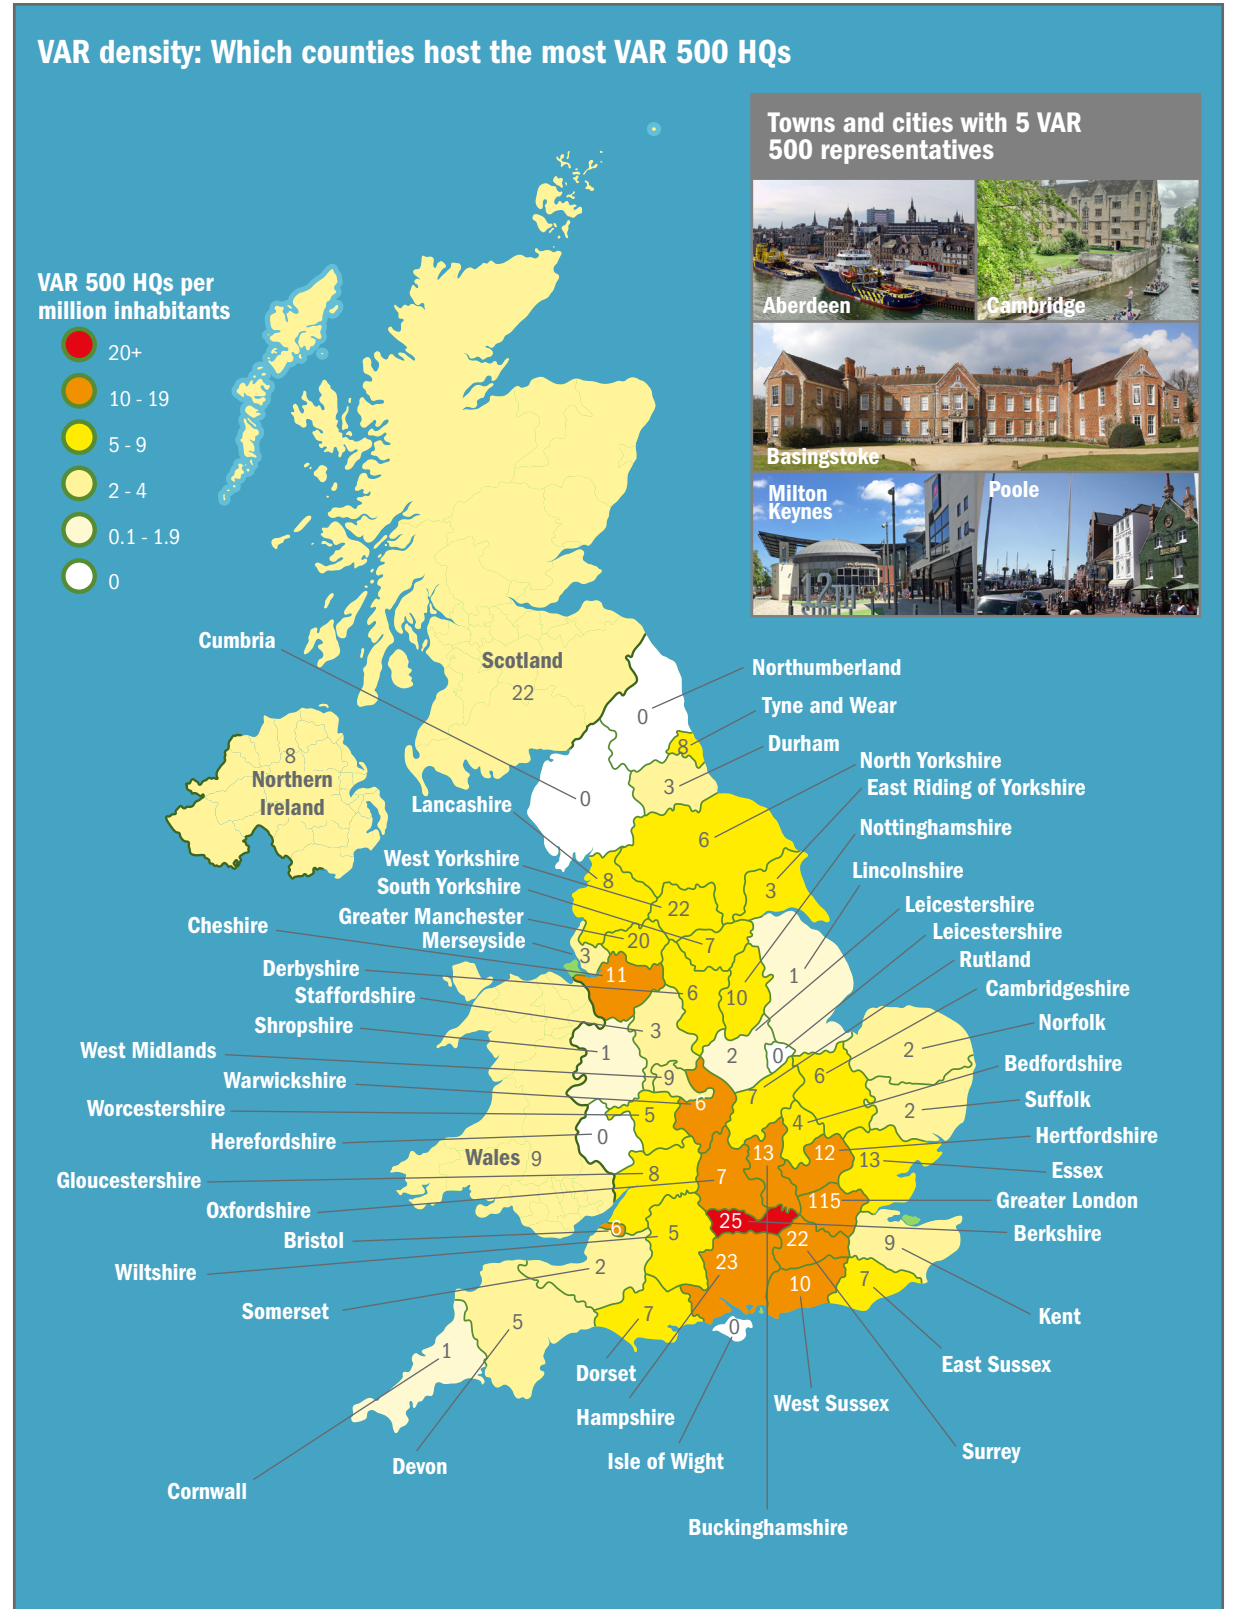 VAR density: Which counties host the most VAR 500 HQs
Towns and cities with 5 VAR
500 representatives
Aberdeen
Cambridge
Basingstoke
Milton
Keynes
Poole
VAR 500 HQs per
million inhabitants
20+
10 - 19
5 - 9
2 - 4
0.1 - 1.9
0
Cumbria
Scotland
22
Northumberland
0
Tyne and Wear
8
Durham
3
8
Northern
Ireland
0
North Yorkshire
East Riding of Yorkshire
Lancashire
Nottinghamshire
6
West Yorkshire
South Yorkshire
8
3
Lincolnshire
22
Greater Manchester
Leicestershire
Cheshire
Merseyside
20
7
Leicestershire
3
Derbyshire
11
1
Rutland
Staffordshire
6
10
Cambridgeshire
Shropshire
3
Norfolk
West Midlands
1
2
0
2
Bedfordshire
Warwickshire
9
6
Worcestershire
5
6
7
2
Suffolk
Herefordshire
0
4
Hertfordshire
Wales 9
13
12
13
Essex
Gloucestershire
8
7
Oxfordshire
115
Greater London
Bristol
6
25
Berkshire
Wiltshire
5
22
9
Somerset
2
23
7
Kent
10
7
5
0
1
Dorset
East Sussex
Hampshire
West Sussex
Isle of Wight
Surrey
Devon
Cornwall
Buckinghamshire